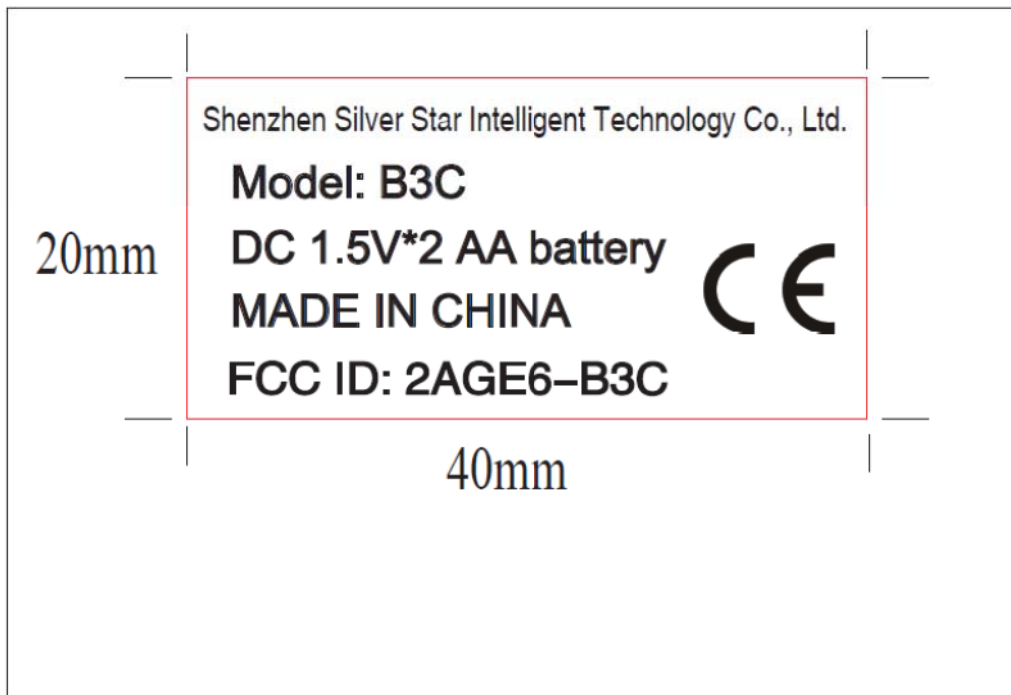 Shenzhen Silver Star Intelligent Technology Co., Ltd.
Model: B3C
DC 1.5V*2 AA battery
MADE IN CHINA
FCC ID: 2AGE6-B3C
CE
20mm
40mm